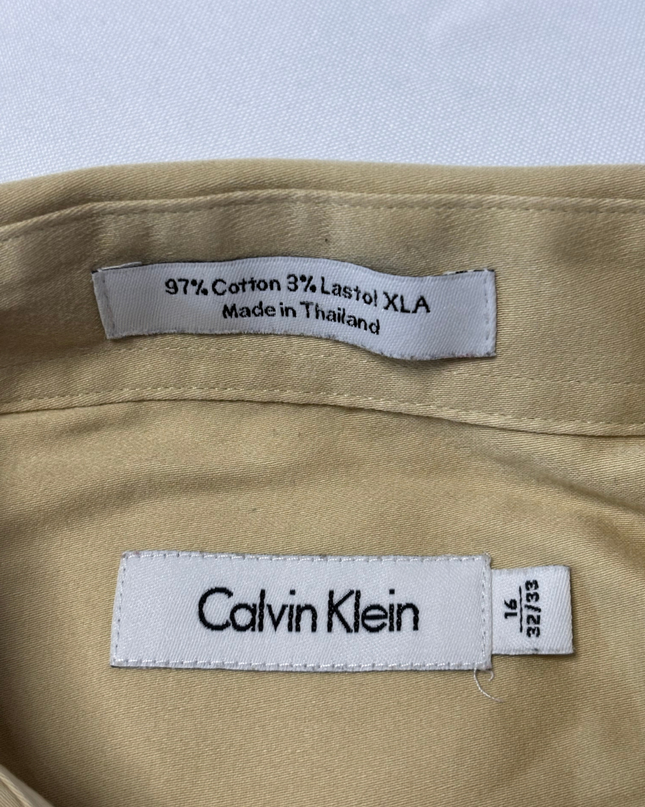 97% Cotton 3% Lastol XLA
Made in Thailand
Calvin Klein
16
32/33